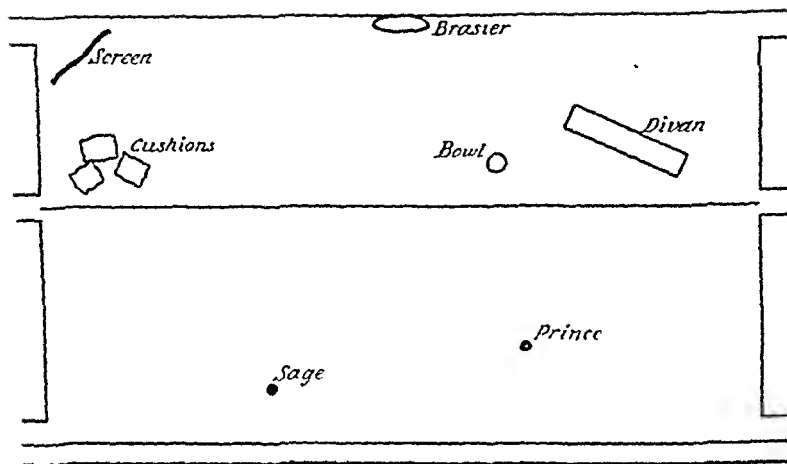 Brasier
Screen
Cushions
Bowl
Divan
Prince
Sage